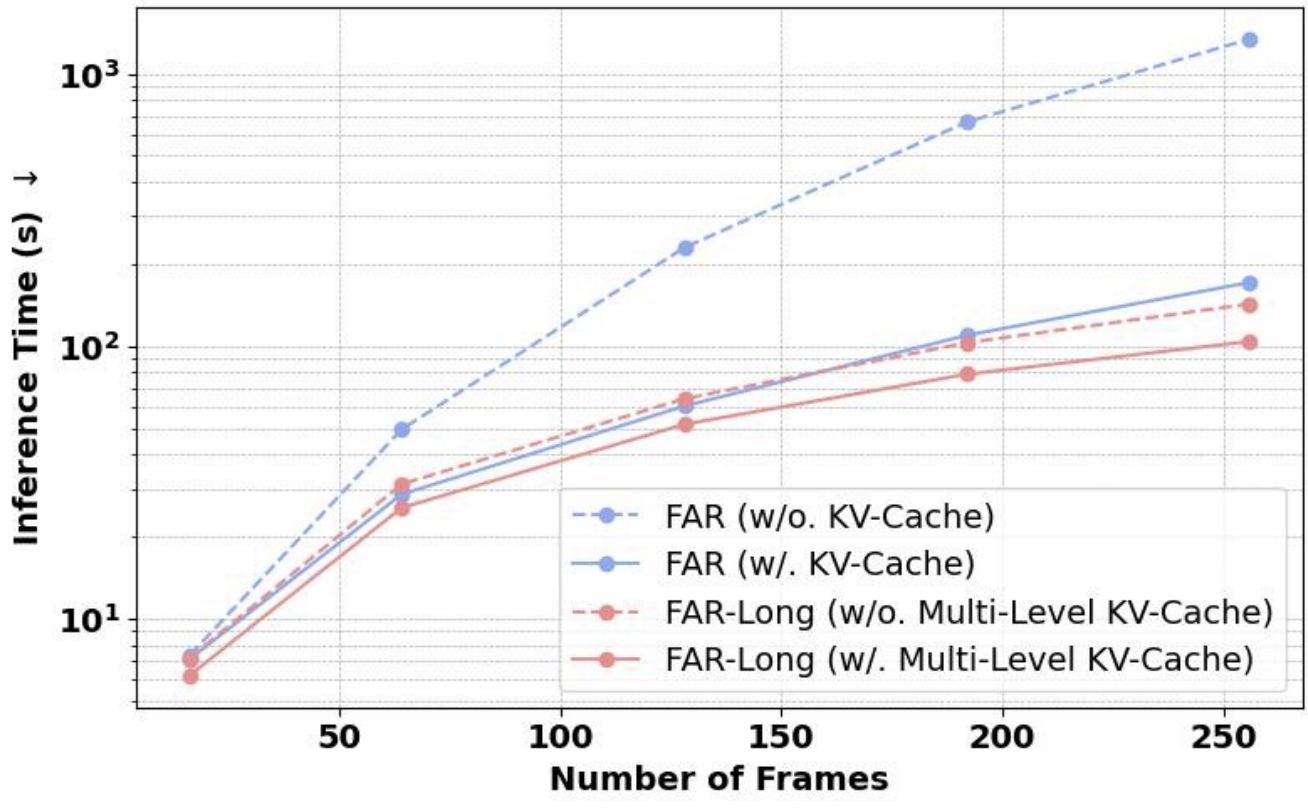 Inference Time (s) ↓
10³
10²
10¹
FAR (w/o. KV-Cache)
FAR (w/. KV-Cache)
FAR-Long (w/o. Multi-Level KV-Cache)
FAR-Long (w/. Multi-Level KV-Cache)
50 100 150 200 250
Number of Frames